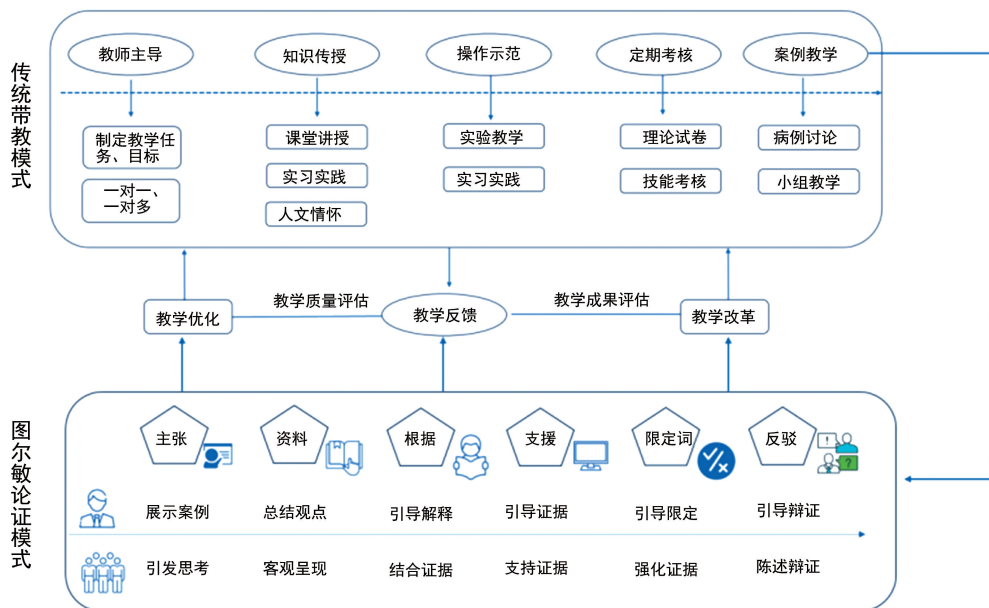 传统带教模式
教师主导
知识传授
操作示范
定期考核
案例教学
制定教学任
务、目标
一对一、
一对多
课堂讲授
实习实践
人文情怀
实验教学
实习实践
理论试卷
技能考核
病例讨论
小组教学
教学优化
教学质量评估
教学反馈
教学成果评估
教学改革
图尔敏论证模式
主张
资料
根据
支援
限定词
反驳
!
?
展示案例
总结观点
引导解释
引导证据
引导限定
引导辩证
引发思考
客观呈现
结合证据
支持证据
强化证据
陈述辩证